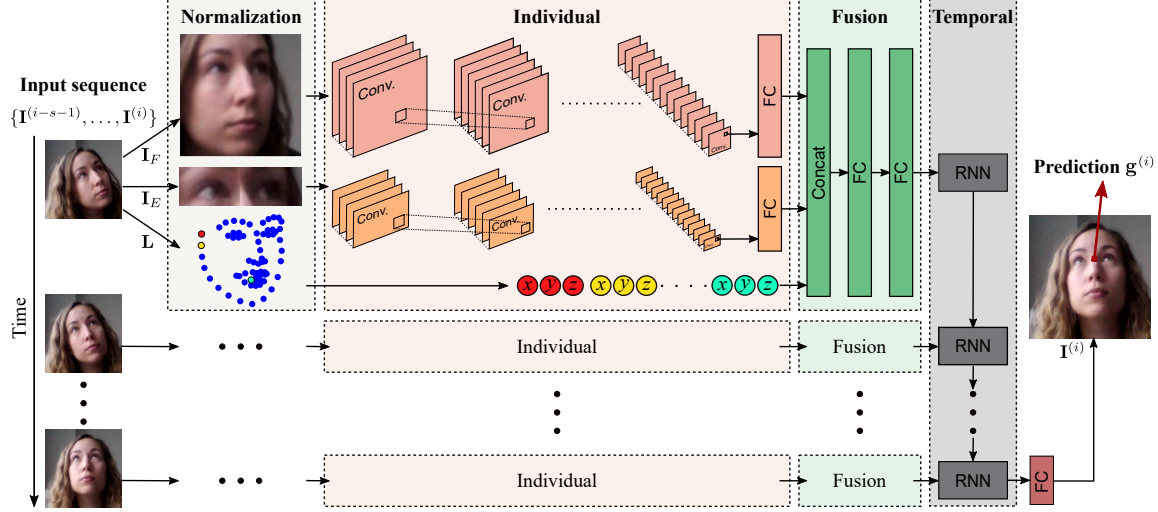 Normalization
Individual
Fusion
Temporal
Input sequence
{I^{(i-s-1)}, . . . , I^{(i)}}
I_F
I_E
L
Conv.
Conv.
Conv.
FC
Conv.
Conv.
FC
x y z x y z x y z
Concat
FC
FC
RNN
Prediction g^{(i)}
Time
Individual
Fusion
RNN
I^{(i)}
Individual
Fusion
RNN
FC